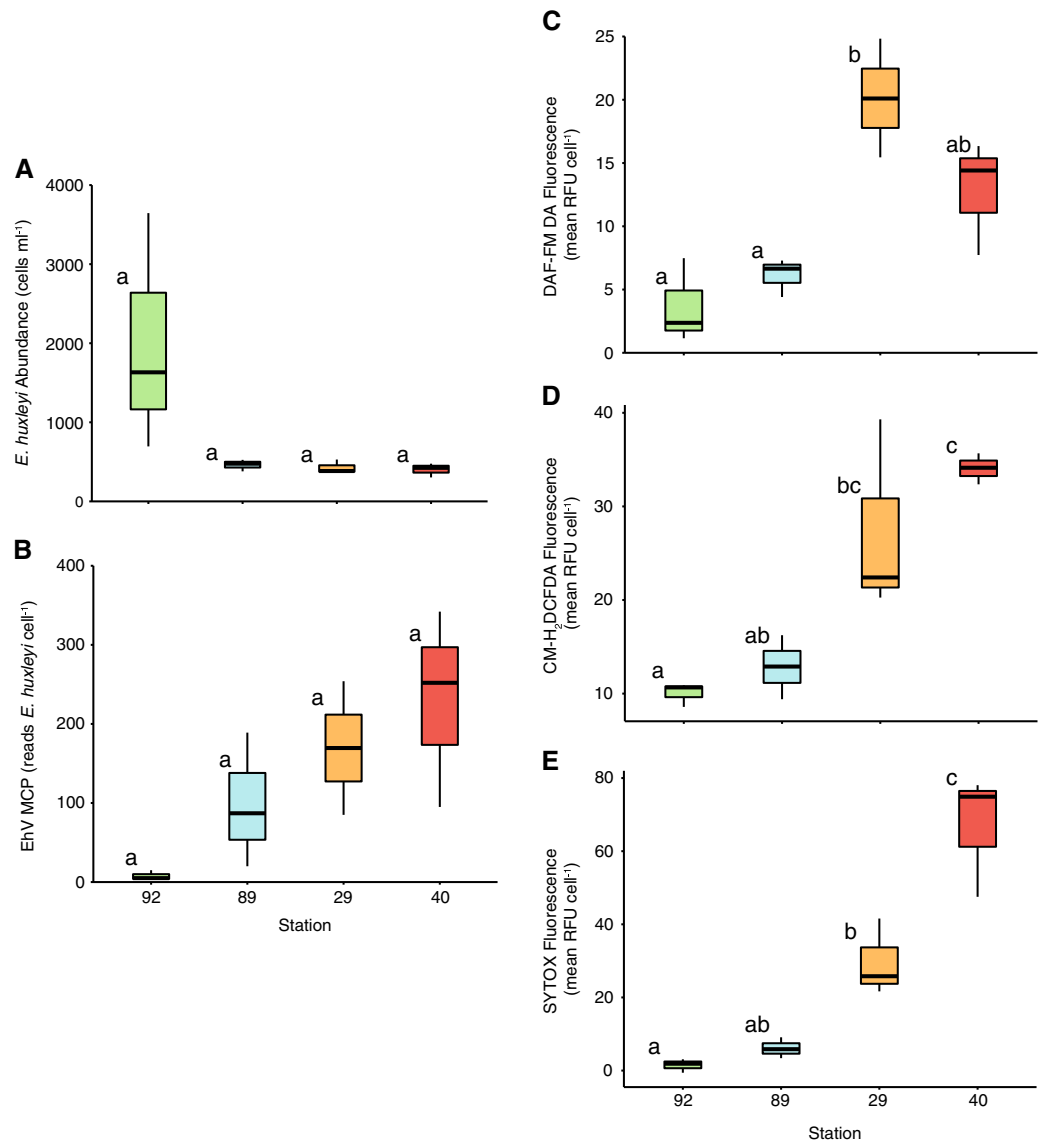 A
E. huxleyi Abundance (cells ml-1)
4000
3000
2000
1000
0
a
a
a
a
B
EhV MCP (reads E. huxleyi cell-1)
400
300
200
100
0
a
a
a
a
92
89
29
40
Station
C
DAF-FM DA Fluorescence
(mean RFU cell-1)
25
20
15
10
5
0
a
a
b
ab
D
CM-H2DCFDA Fluorescence
(mean RFU cell-1)
40
30
20
10
a
ab
bc
c
E
SYTOX Fluorescence
(mean RFU cell-1)
80
60
40
20
0
a
ab
b
c
92
89
29
40
Station